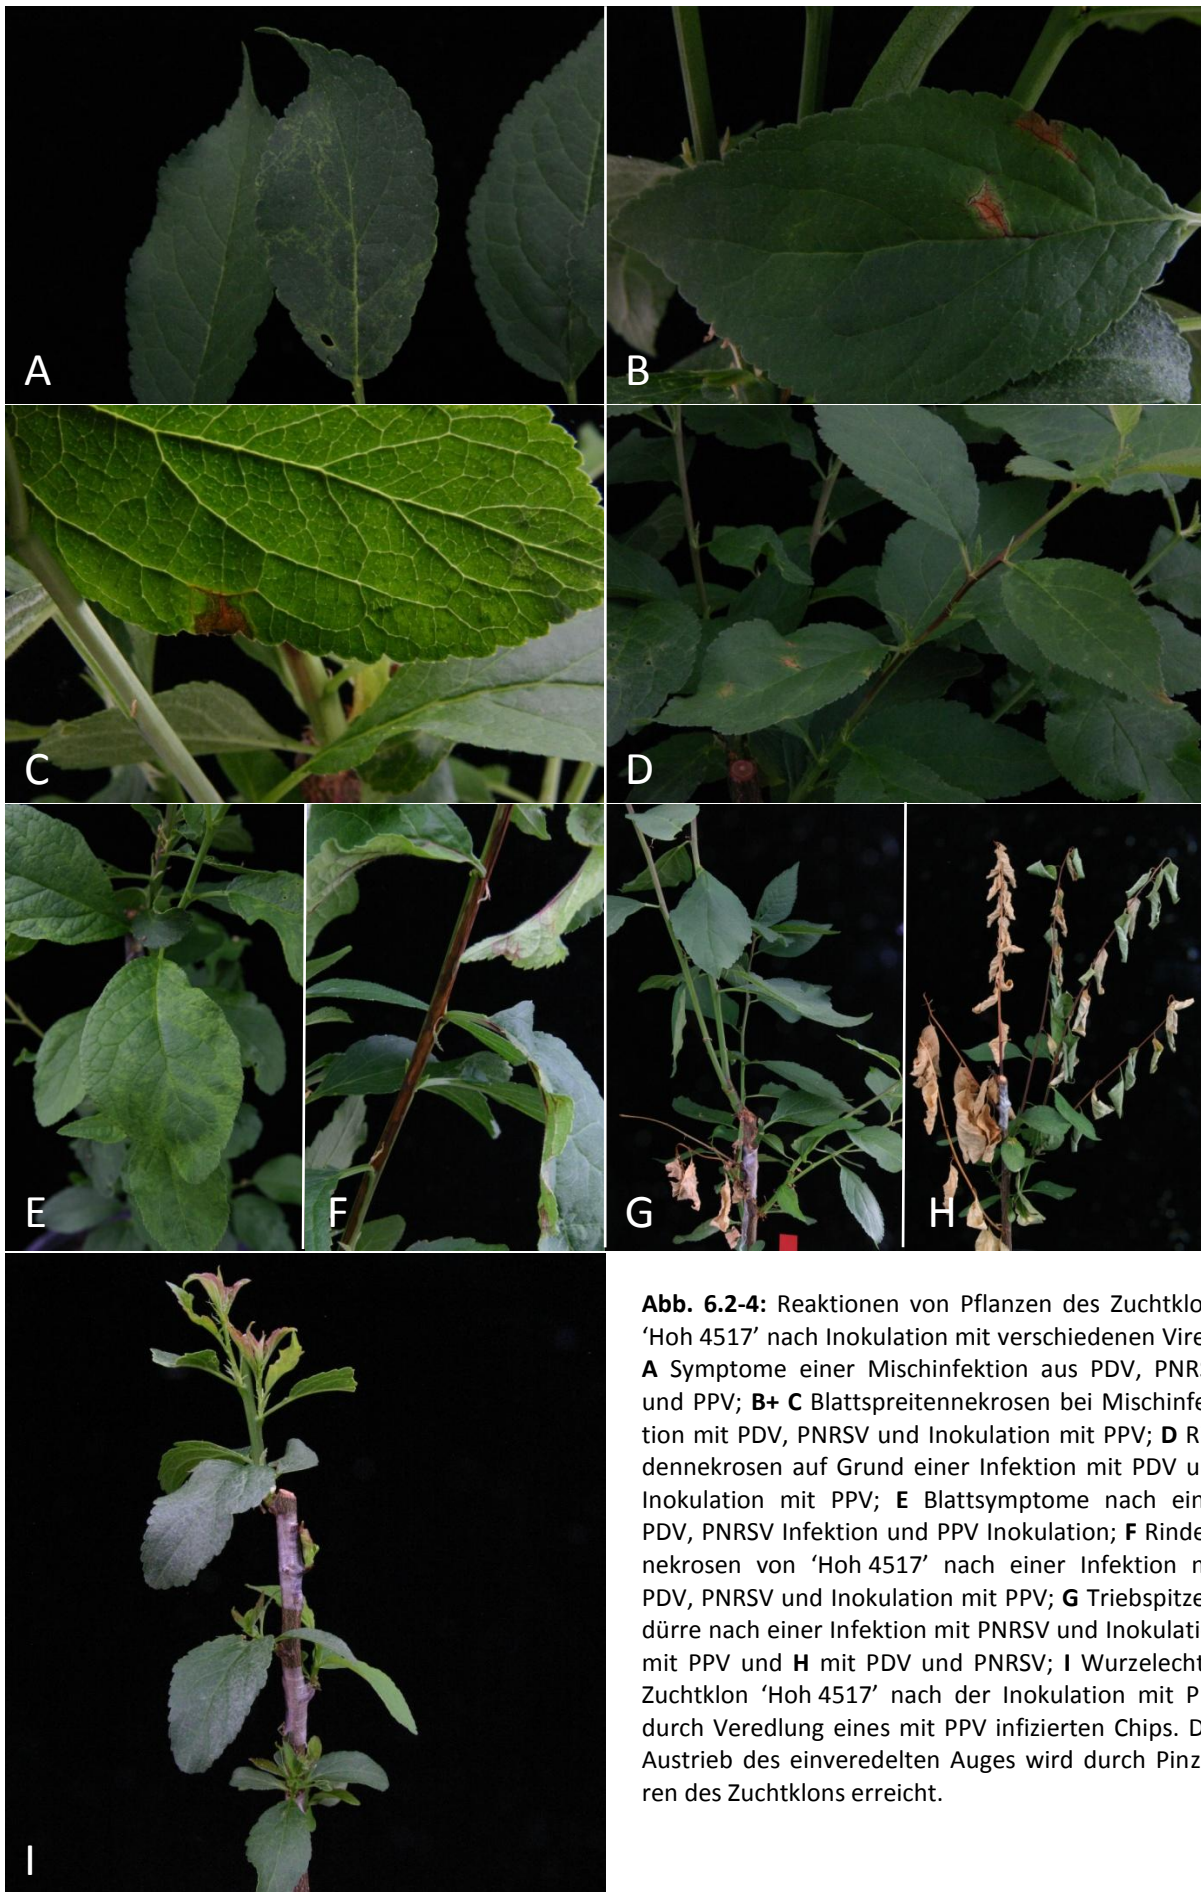 A
B
C
D
E
F
G
H
I
Abb. 6.2-4: Reaktionen von Pflanzen des Zuchtklo
‘Hoh 4517’ nach Inokulation mit verschiedenen Vire
A Symptome einer Mischinfektion aus PDV, PNRS
und PPV; B+ C Blattspreitennekrosen bei Mischinfe
tion mit PDV, PNRSV und Inokulation mit PPV; D R
dennekrosen auf Grund einer Infektion mit PDV u
Inokulation mit PPV; E Blattsymptome nach ein
PDV, PNRSV Infektion und PPV Inokulation; F Rinde
nekrosen von ‘Hoh 4517’ nach einer Infektion m
PDV, PNRSV und Inokulation mit PPV; G Triebspitze
dürre nach einer Infektion mit PNRSV und Inokulati
mit PPV und H mit PDV und PNRSV; I Wurzelecht
Zuchtklon ‘Hoh 4517’ nach der Inokulation mit P
durch Veredlung eines mit PPV infizierten Chips. D
Austrieb des einveredelten Auges wird durch Pinz
ren des Zuchtklons erreicht.